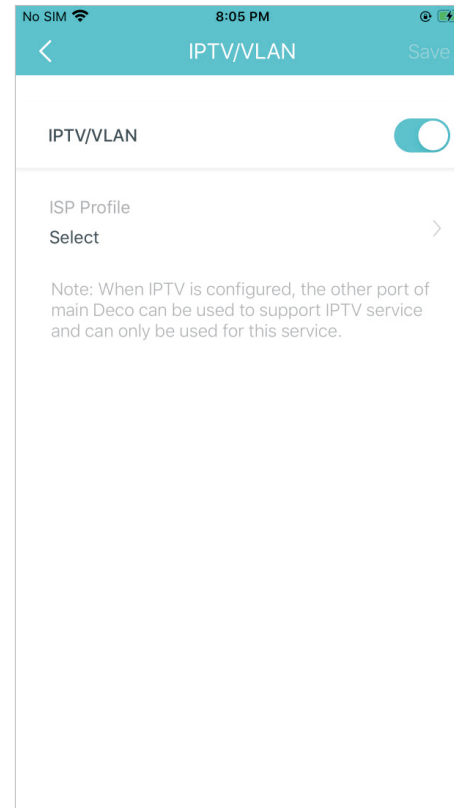 No SIM 8:05 PM
IPTV/VLAN Save
IPTV/VLAN
ISP Profile
Select
Note: When IPTV is configured, the other port of
main Deco can be used to support IPTV service
and can only be used for this service.